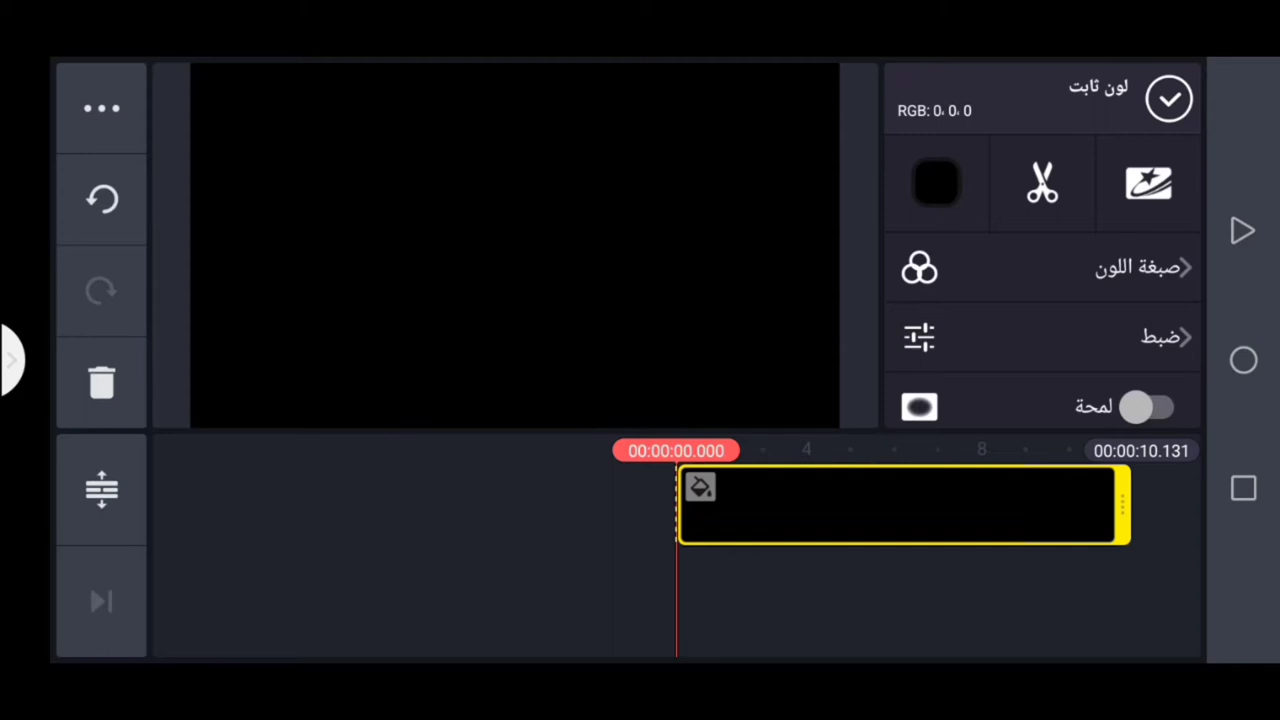 لون ثابت
RGB: 0، 0، 0
صبغة اللون
ضبط
لمحة
00:00:00.000
4
8
00:00:10.131